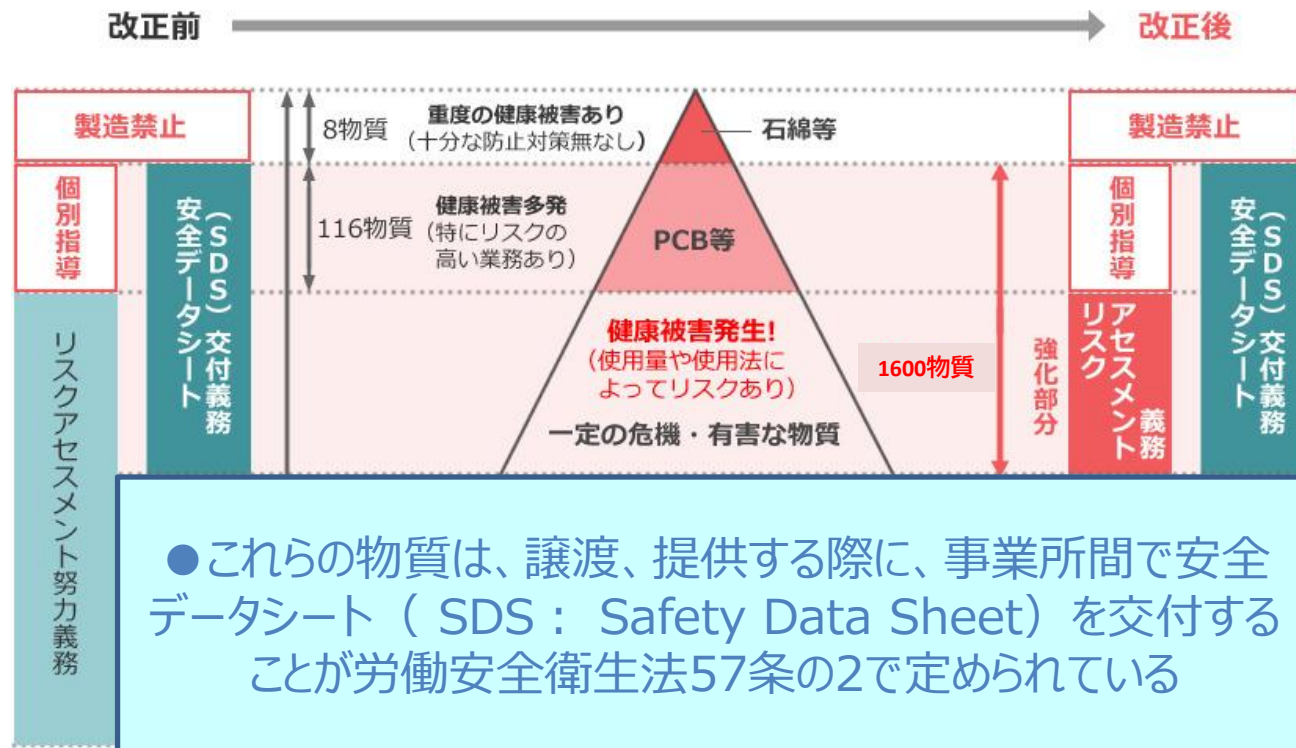 改正前
改正後
製造禁止
個別指導
安全データシート
(SDS)交付義務
リスクアセスメント努力義務
8物質
重度の健康被害あり
(十分な防止対策無なし)
石綿等
116物質
健康被害多発
(特にリスクの
高い業務あり)
PCB等
健康被害発生!
(使用量や使用法に
よってリスクあり)
一定の危機・有害な物質
1600物質
強化部分
製造禁止
個別指導
リスク
アセスメント
義務
安全データシート
(SDS)交付義務
●これらの物質は、譲渡、提供する際に、事業所間で安全
データシート( SDS: Safety Data Sheet)を交付する
ことが労働安全衛生法57条の2で定められている